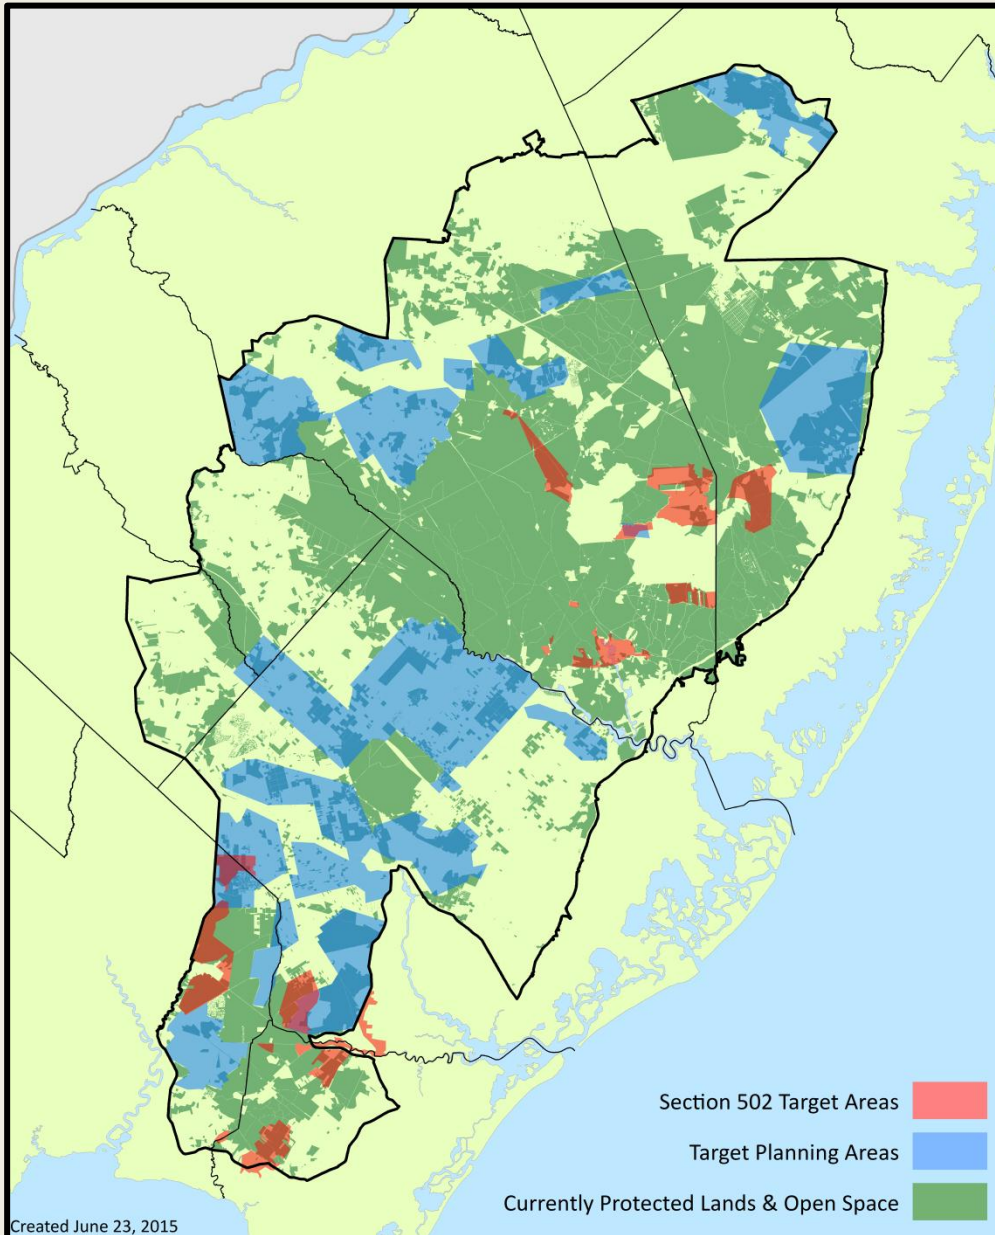 Section 502 Target Areas
Target Planning Areas
Currently Protected Lands & Open Space
Created June 23, 2015